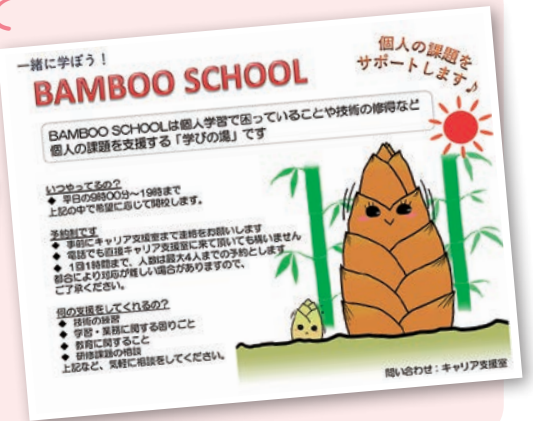 一緒に学ぼう！
BAMBOO SCHOOL
個人の課題を
サポートします♪
BAMBOO SCHOOLは個人学習で困っていることや技術の修得など
個人の課題を支援する「学びの場」です
いつやってるの？
◆ 平日の9時00分～19時まで
上記の中で希望に応じて開校します。
予約制です
◆ 事前にキャリア支援室まで連絡をお願いします
◆ 電話でも直接キャリア支援室に来て頂いても構いません
◆ 1回1時間まで、人数は最大4人までの予約とします
都合により対応が難しい場合がありますので、
ご了承ください。
何の支援をしてくれるの？
◆ 技術の練習
◆ 学習・業務に関する困りごと
◆ 教育に関すること
◆ 研修課題の相談
上記など、気軽に相談をしてください。
問い合わせ：キャリア支援室